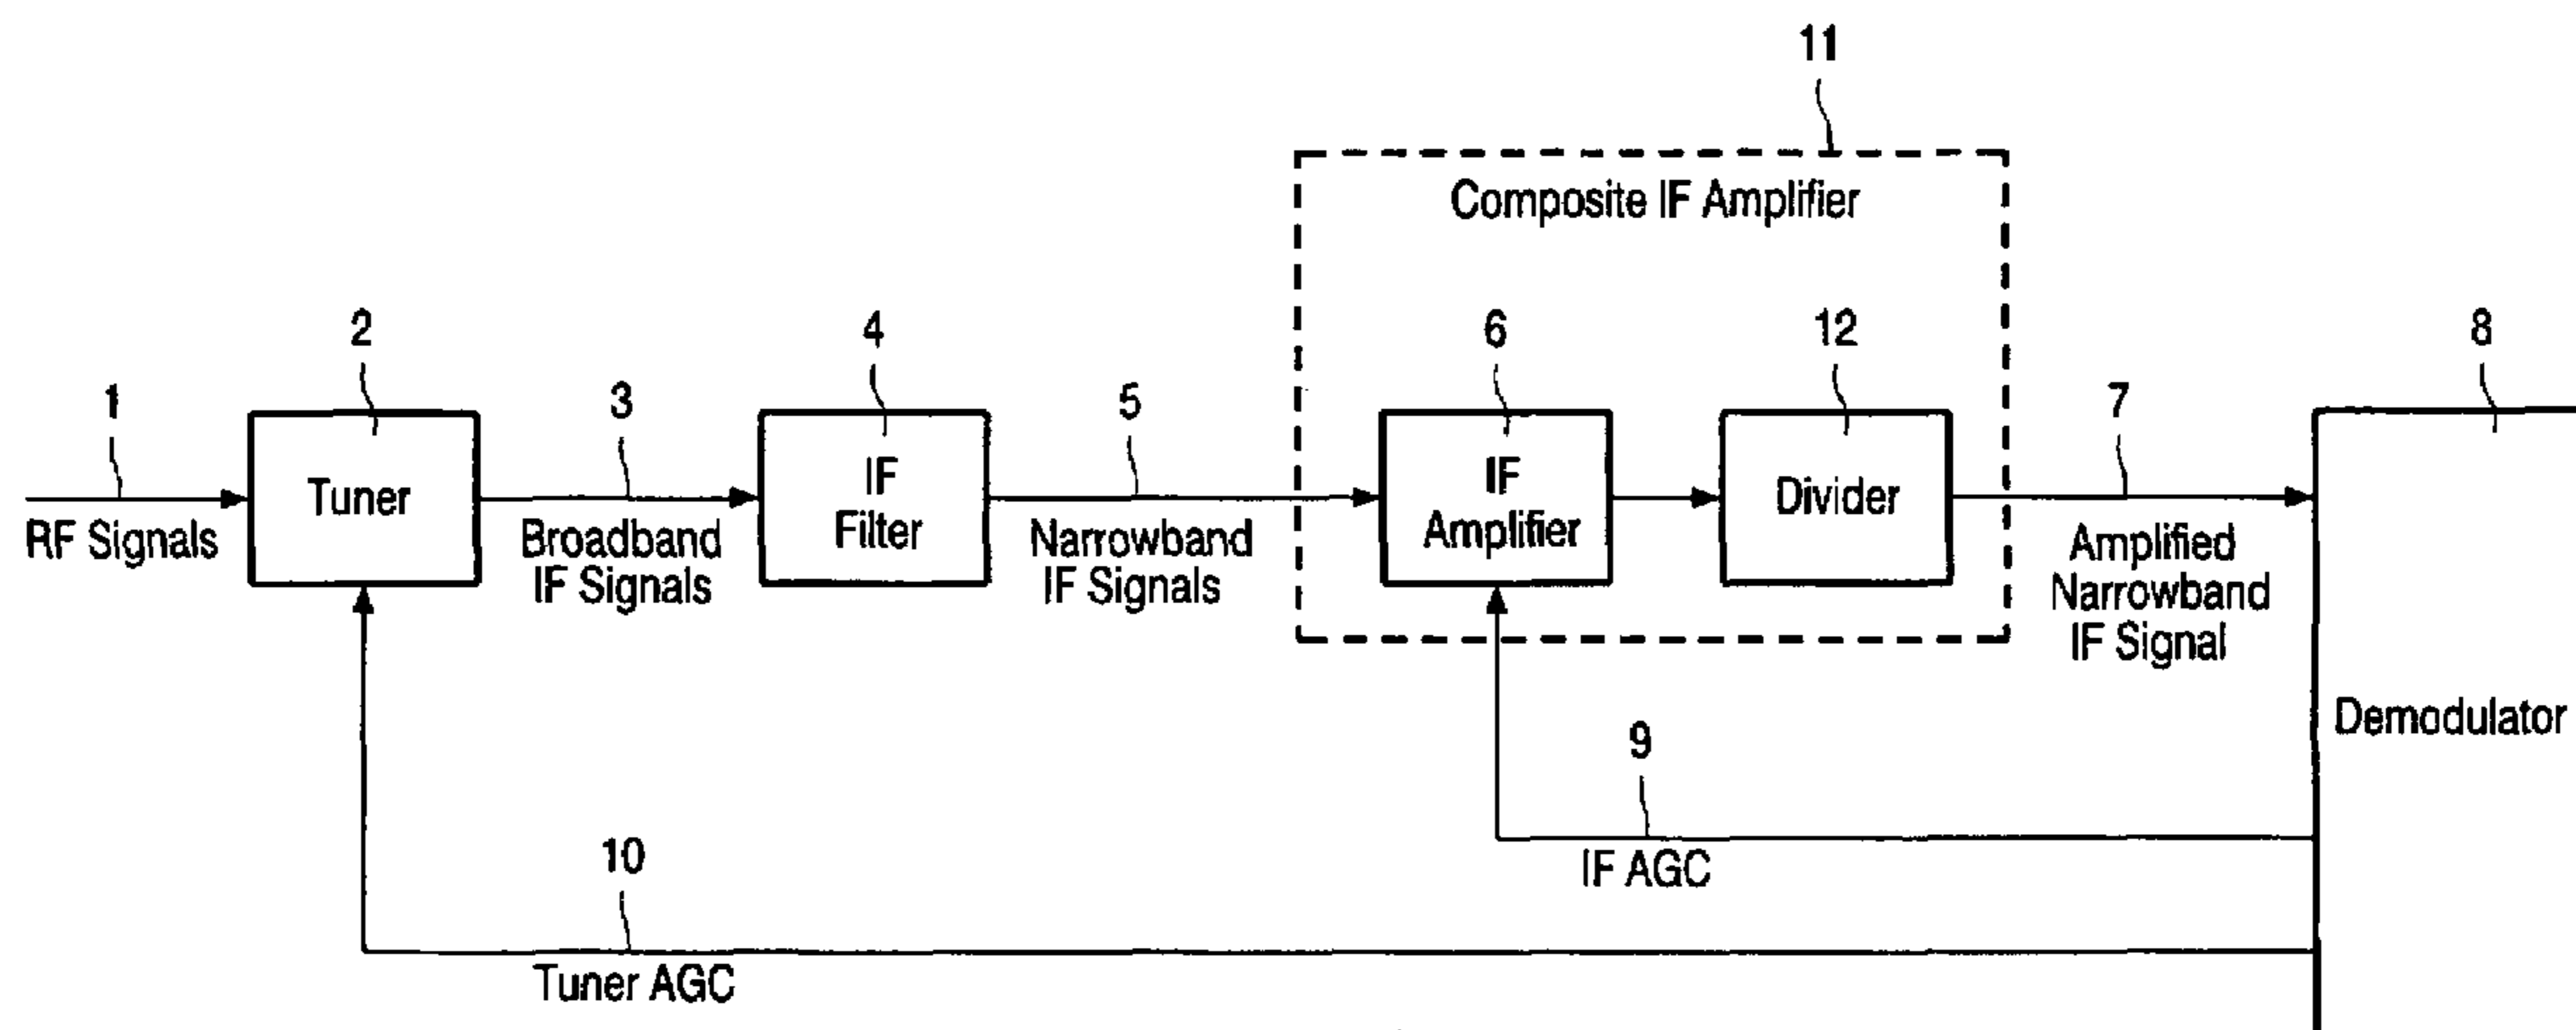 11
Composite IF Amplifier
2
4
6
12
8
1
3
5
7
Tuner
IF
Filter
IF
Amplifier
Divider
RF Signals
Broadband
IF Signals
Narrowband
IF Signals
Amplified
Narrowband
IF Signal
Demodulator
9
IF AGC
10
Tuner AGC